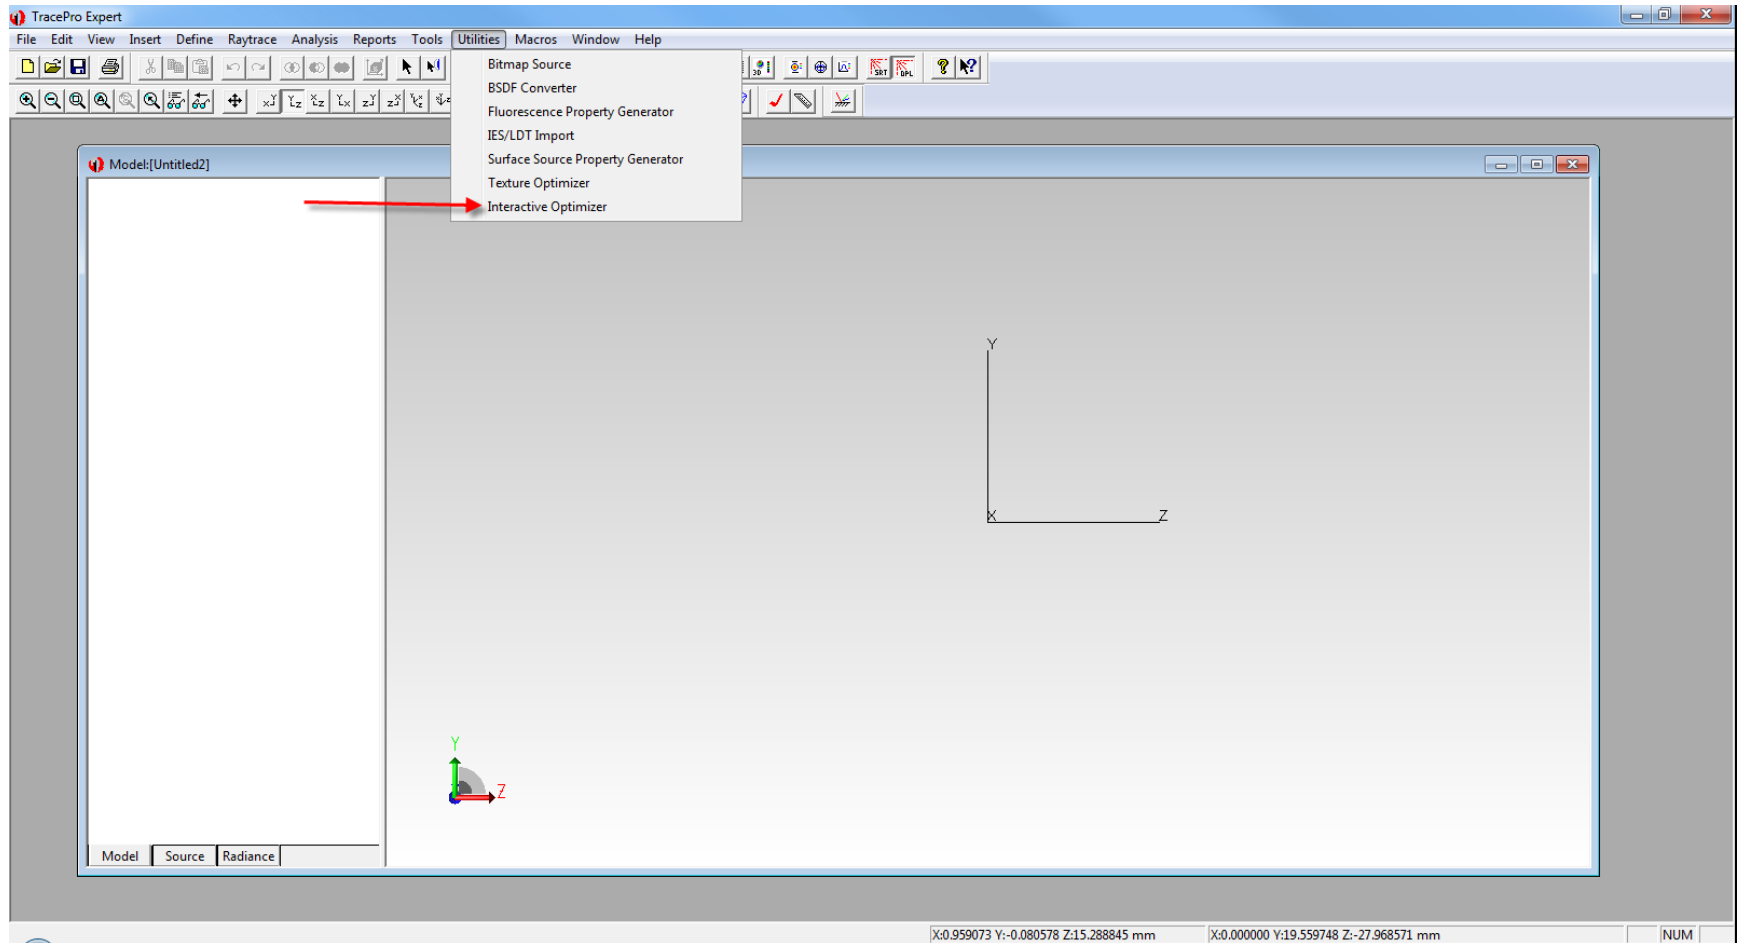 TracePro Expert
File Edit View Insert Define Raytrace Analysis Reports Tools Utilities Macros Window Help
Bitmap Source
BSDF Converter
Fluorescence Property Generator
IES/LDT Import
Surface Source Property Generator
Texture Optimizer
Interactive Optimizer
Model:[Untitled2]
Y
X Z
Y
Z
Model Source Radiance
X:0.959073 Y:-0.080578 Z:15.288845 mm X:0.000000 Y:19.559748 Z:-27.968571 mm NUM